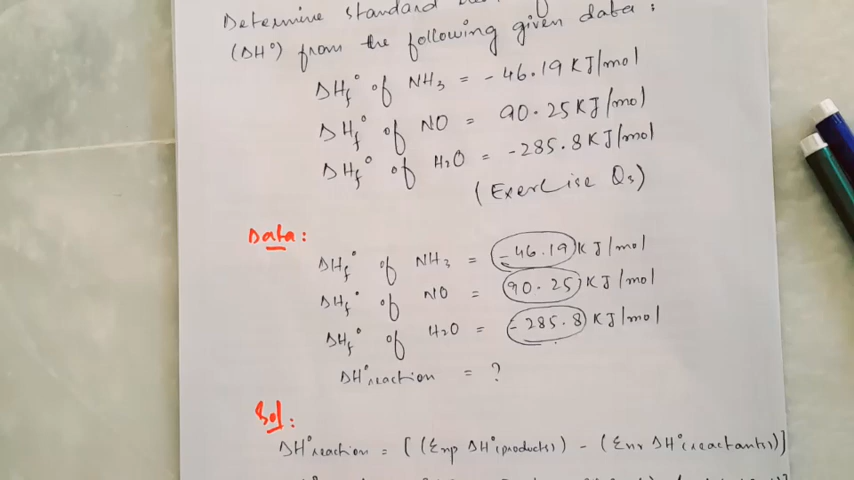 Determine standard
(ΔH°) from the following given data :
ΔHf° of NH3 = - 46.19 KJ/mol
ΔHf° of NO = 90.25 KJ/mol
ΔHf° of H2O = -285.8 KJ/mol
(Exercise Qs)
Data :
ΔHf° of NH3 = -46.19 KJ/mol
ΔHf° of NO = 90.25 KJ/mol
ΔHf° of H2O = -285.8 KJ/mol
ΔH°reaction = ?
Sol :
ΔH°reaction = [(Σnp ΔH°(products) - (Σnr ΔH°(reactants))]